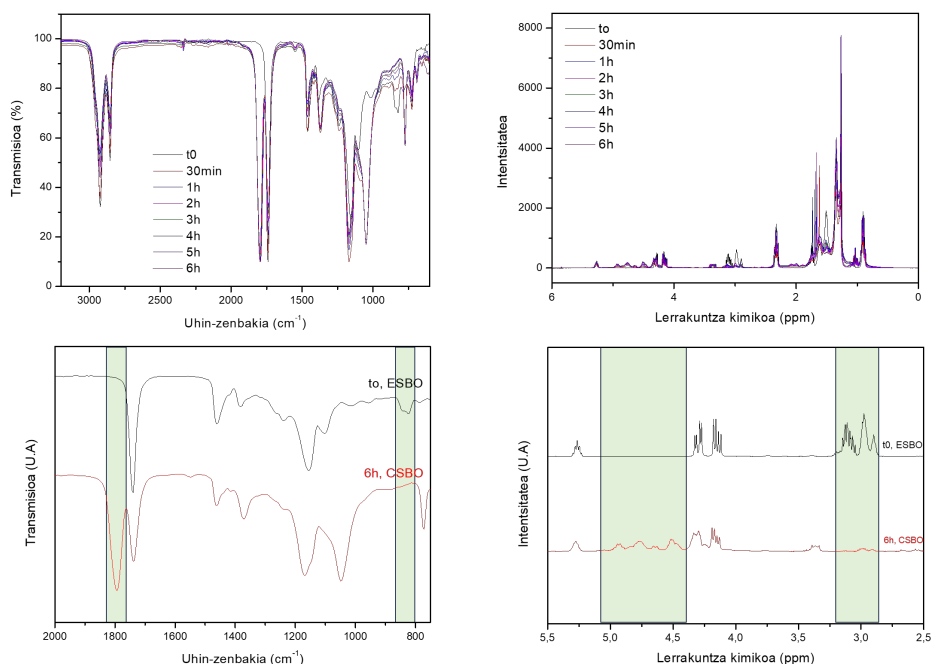 Transmisioa (%)
100
80
60
40
20
0
t0
30min
1h
2h
3h
4h
5h
6h
3000
2500
2000
1500
1000
Uhin-zenbakia (cm⁻¹)
Intentsitatea
8000
6000
4000
2000
0
to
30min
1h
2h
3h
4h
5h
6h
6
4
2
0
Lerrakuntza kimikoa (ppm)
Transmisioa (U.A)
to, ESBO
6h, CSBO
2000
1800
1600
1400
1200
1000
800
Uhin-zenbakia (cm⁻¹)
Intentsitatea (U.A)
t0, ESBO
6h, CSBO
5,5
5,0
4,5
4,0
3,5
3,0
2,5
Lerrakuntza kimikoa (ppm)